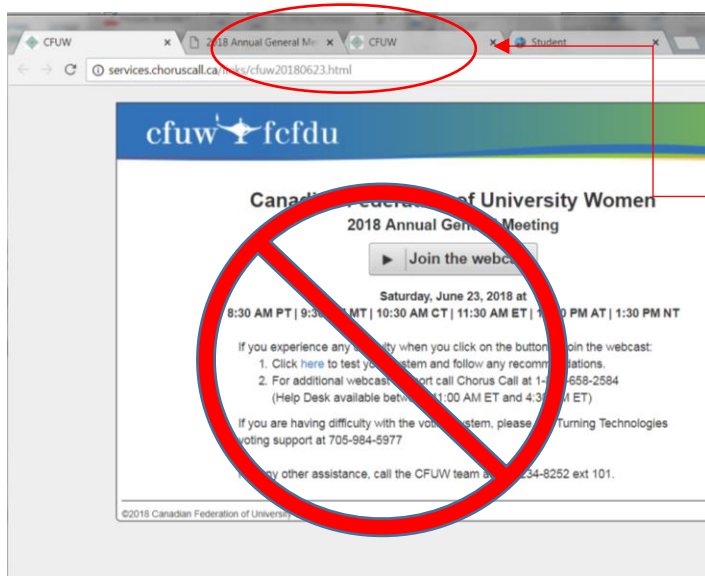 CFUW × 2018 Annual General Me × CFUW × Student ×
services.choruscall.ca/links/cfuw20180623.html
cfuw fcfdu
Canadian Federation of University Women
2018 Annual General Meeting
Join the webc
Saturday, June 23, 2018 at
8:30 AM PT | 9:30 MT | 10:30 AM CT | 11:30 AM ET | PM AT | 1:30 PM NT
If you experience any when you click on the button join the webcast:
1. Click here to test your system and follow any recommendations.
2. For additional webcast support call Chorus Call at 1- 658-2584
(Help Desk available between 11:00 AM ET and 4:30 ET)
If you are having difficulty with the voting system, please Turning Technologies
voting support at 705-984-5977
any other assistance, call the CFUW team 234-8252 ext 101.
©2018 Canadian Federation of University